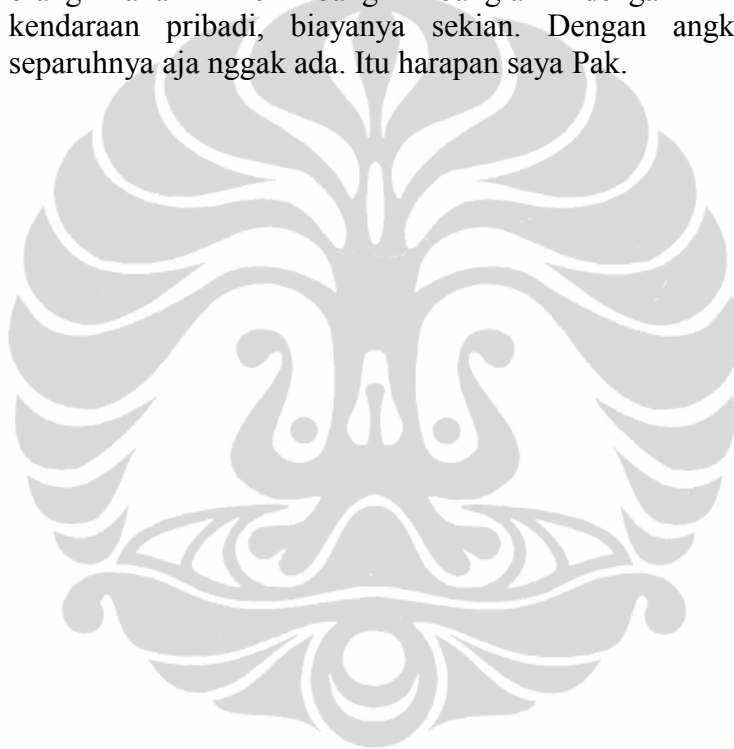 kendaraan pribadi, biayanya sekian. Dengan angk
separuhnya aja nggak ada. Itu harapan saya Pak.